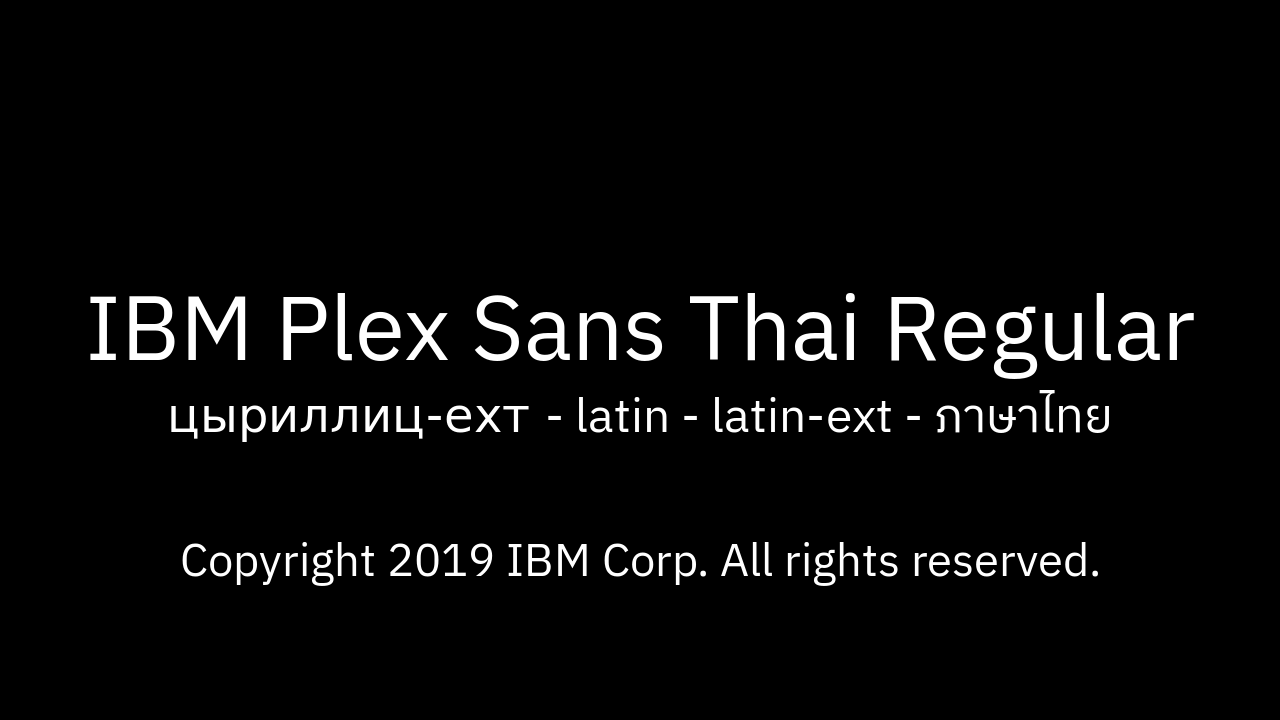 IBM Plex Sans Thai Regular
цыриллиц-ехт - latin - latin-ext - ภาษาไทย
Copyright 2019 IBM Corp. All rights reserved.